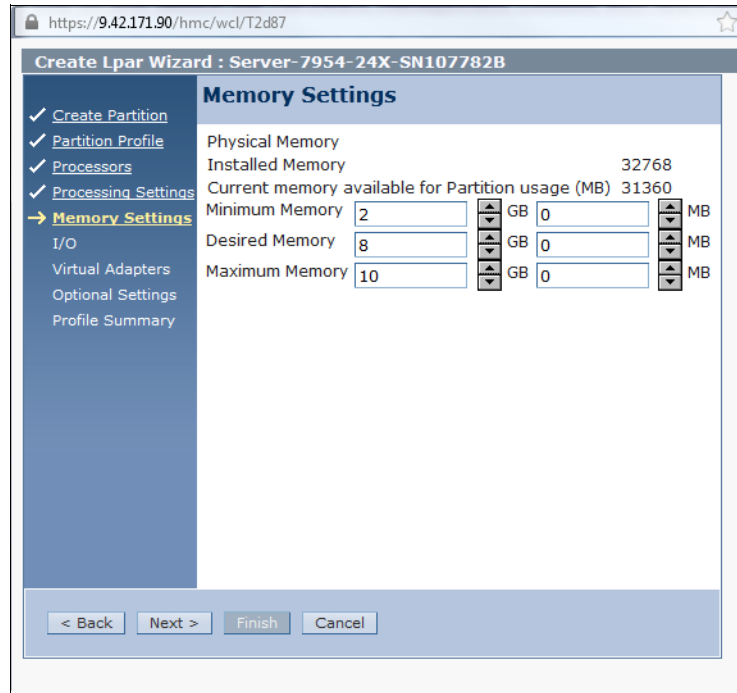 https://9.42.171.90/hmc/wcl/T2d87
Create Lpar Wizard : Server-7954-24X-SN107782B
Create Partition
Partition Profile
Processors
Processing Settings
Memory Settings
I/O
Virtual Adapters
Optional Settings
Profile Summary
Memory Settings
Physical Memory
Installed Memory 32768
Current memory available for Partition usage (MB) 31360
Minimum Memory 2 GB 0 MB
Desired Memory 8 GB 0 MB
Maximum Memory 10 GB 0 MB
< Back Next > Finish Cancel